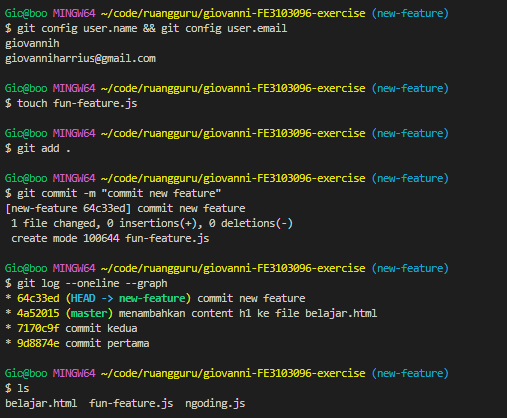 Gio@boo MINGW64 ~/code/ruangguru/giovanni-FE3103096-exercise (new-feature)
$ git config user.name && git config user.email
giovannih
giovanniharrius@gmail.com
Gio@boo MINGW64 ~/code/ruangguru/giovanni-FE3103096-exercise (new-feature)
$ touch fun-feature.js
Gio@boo MINGW64 ~/code/ruangguru/giovanni-FE3103096-exercise (new-feature)
$ git add .
Gio@boo MINGW64 ~/code/ruangguru/giovanni-FE3103096-exercise (new-feature)
$ git commit -m "commit new feature"
[new-feature 64c33ed] commit new feature
 1 file changed, 0 insertions(+), 0 deletions(-)
 create mode 100644 fun-feature.js
Gio@boo MINGW64 ~/code/ruangguru/giovanni-FE3103096-exercise (new-feature)
$ git log --oneline --graph
* 64c33ed (HEAD -> new-feature) commit new feature
* 4a52015 (master) menambahkan content h1 ke file belajar.html
* 7170c9f commit kedua
* 9d8874e commit pertama
Gio@boo MINGW64 ~/code/ruangguru/giovanni-FE3103096-exercise (new-feature)
$ ls
belajar.html  fun-feature.js  ngoding.js